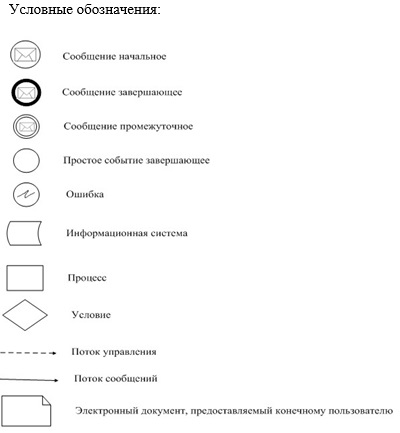 Условные обозначения:
Сообщение начальное
Сообщение завершающее
Сообщение промежуточное
Простое событие завершающее
Ошибка
Информационная система
Процесс
Условие
Поток управления
Поток сообщений
Электронный документ, предоставляемый конечному пользователю